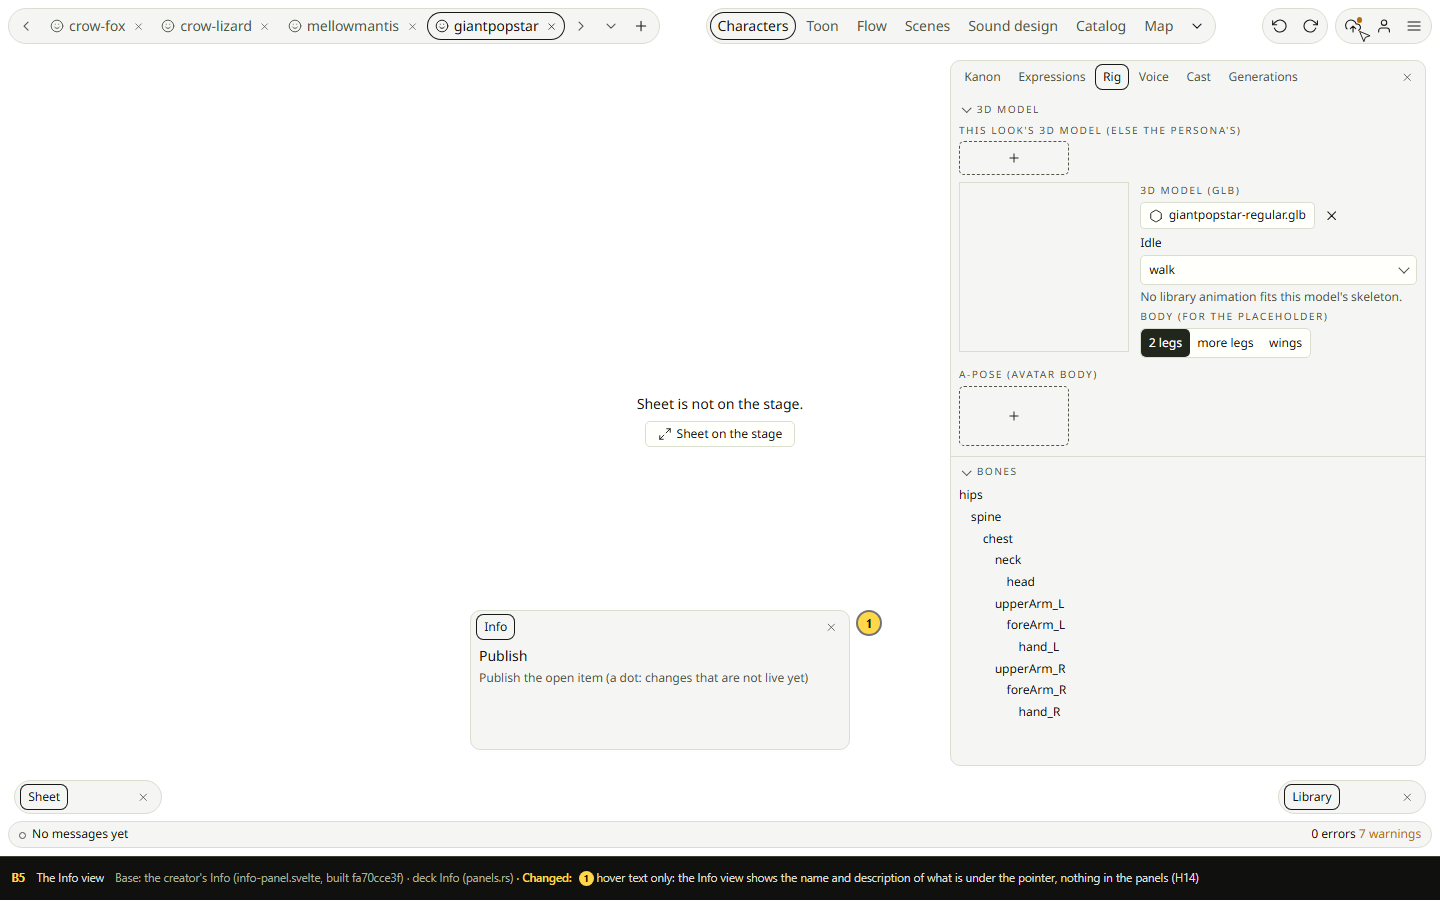 crow-fox
crow-lizard
mellowmantis
giantpopstar
Characters
Toon
Flow
Scenes
Sound design
Catalog
Map
Kanon
Expressions
Rig
Voice
Cast
Generations
3D MODEL
THIS LOOK'S 3D MODEL (ELSE THE PERSONA'S)
3D MODEL (GLB)
giantpopstar-regular.glb
Idle
walk
No library animation fits this model's skeleton.
BODY (FOR THE PLACEHOLDER)
2 legs
more legs
wings
A-POSE (AVATAR BODY)
BONES
hips
spine
chest
neck
head
upperArm_L
foreArm_L
hand_L
upperArm_R
foreArm_R
hand_R
Sheet is not on the stage.
Sheet on the stage
Info
1
Publish
Publish the open item (a dot: changes that are not live yet)
Sheet
Library
No messages yet
0 errors 7 warnings
B5 The Info view Base: the creator's Info (info-panel.svelte, built fa70cce3f) · deck Info (panels.rs) · Changed: 1 hover text only: the Info view shows the name and description of what is under the pointer, nothing in the panels (H14)